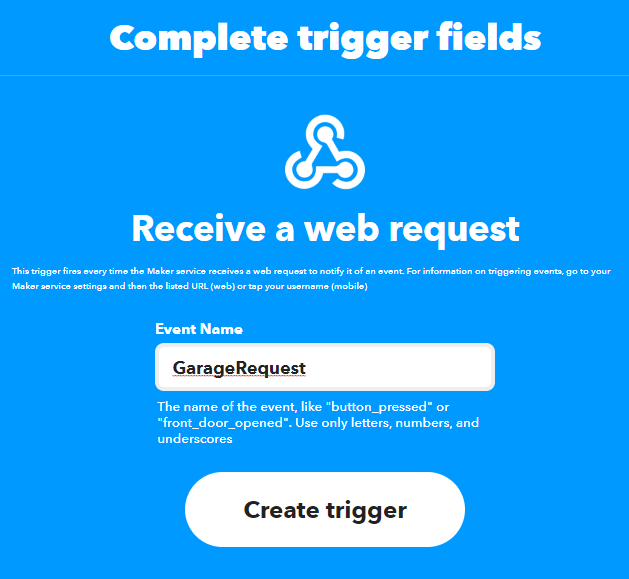 Complete trigger fields
Receive a web request
This trigger fires every time the Maker service receives a web request to notify it of an event. For information on triggering events, go to your
Maker service settings and then the listed URL (web) or tap your username (mobile)
Event Name
GarageRequest
The name of the event, like "button_pressed" or
"front_door_opened". Use only letters, numbers, and
underscores
Create trigger